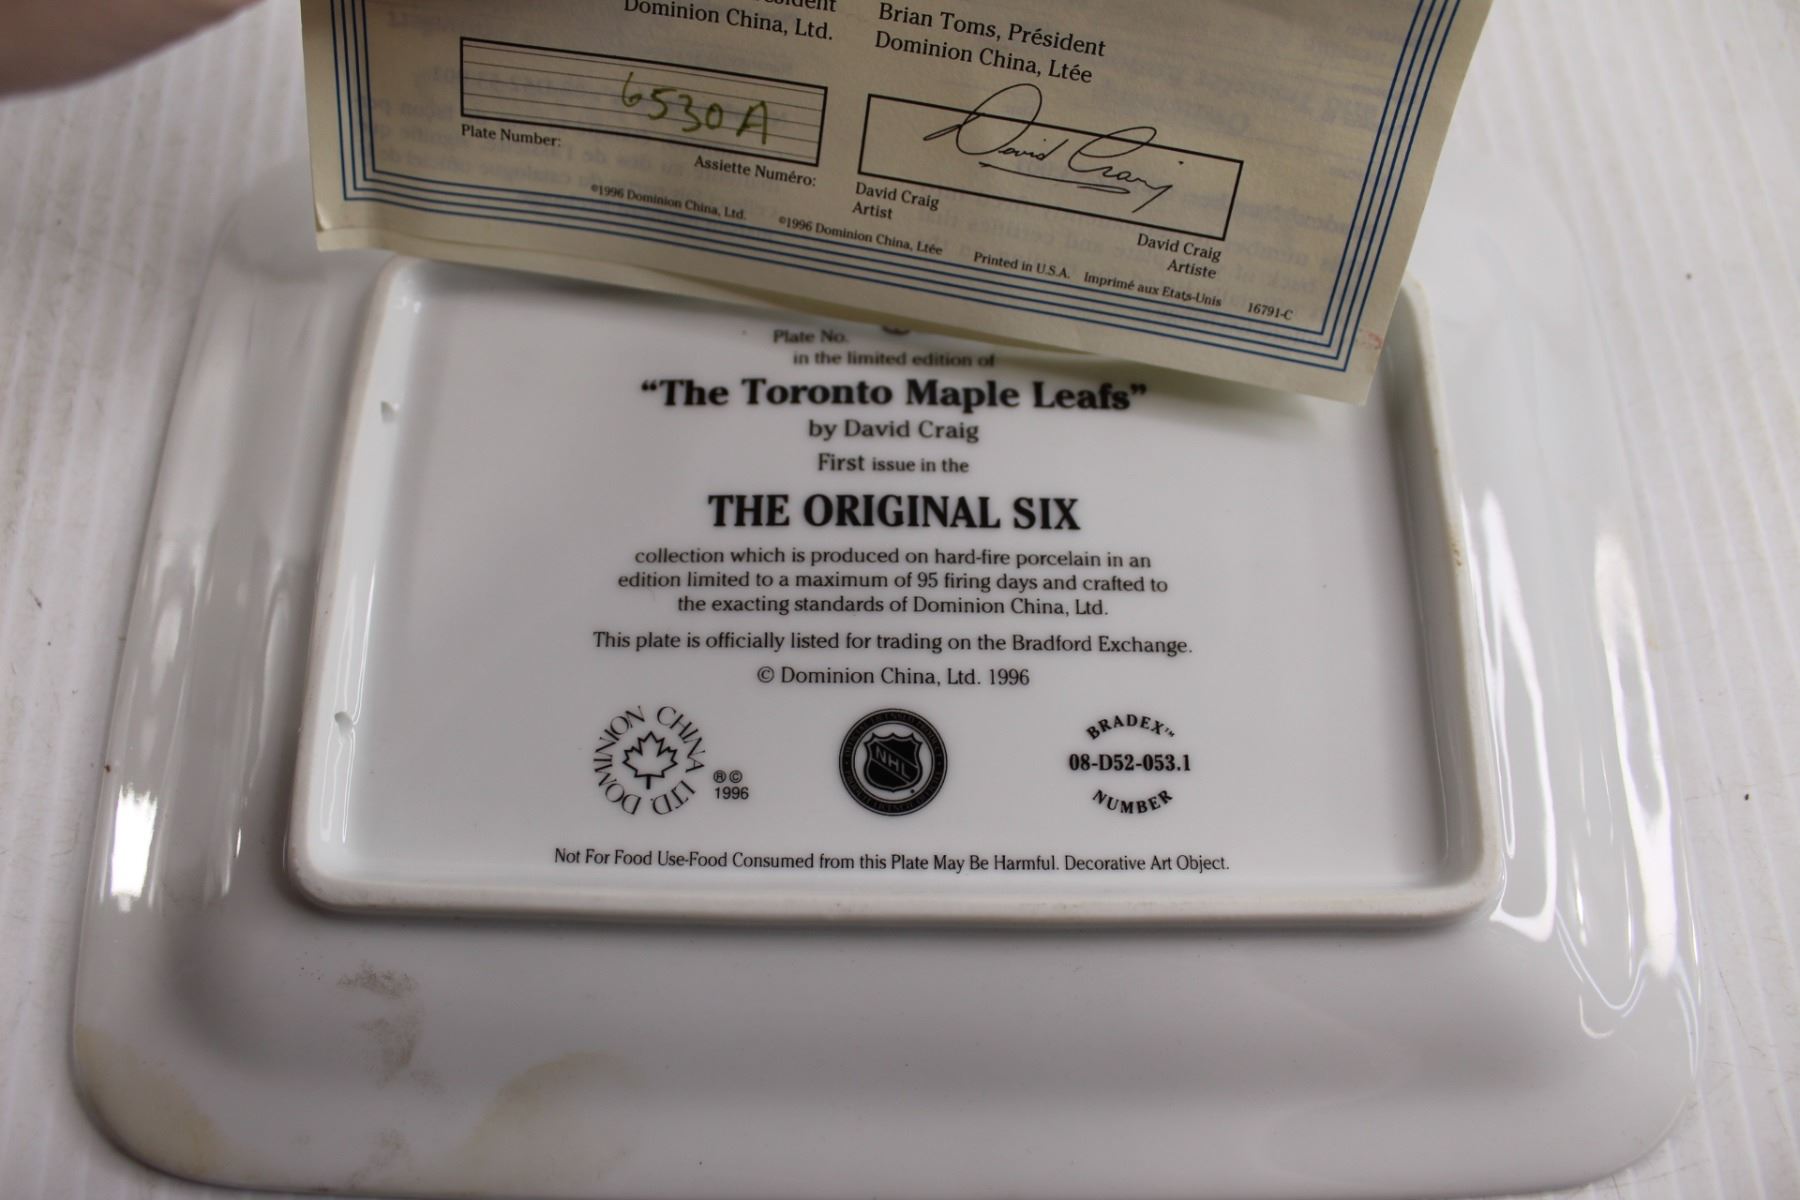 Dominion China, Ltd.
Brian Toms, Président
Dominion China, Ltée
6530A
Plate Number:
Assiette Numéro:
David Craig
David Craig
Artist
David Craig
Artiste
©1996 Dominion China, Ltd.
©1996 Dominion China, Ltée
Printed in U.S.A.
Imprimé aux Etats-Unis
16791-C
Plate No.
in the limited edition of
“The Toronto Maple Leafs”
by David Craig
First issue in the
THE ORIGINAL SIX
collection which is produced on hard-fire porcelain in an
edition limited to a maximum of 95 firing days and crafted to
the exacting standards of Dominion China, Ltd.
This plate is officially listed for trading on the Bradford Exchange.
© Dominion China, Ltd. 1996
DOMINION CHINA LTD.
®©
1996
NHL
BRADEX™
08-D52-053.1
NUMBER
Not For Food Use-Food Consumed from this Plate May Be Harmful. Decorative Art Object.